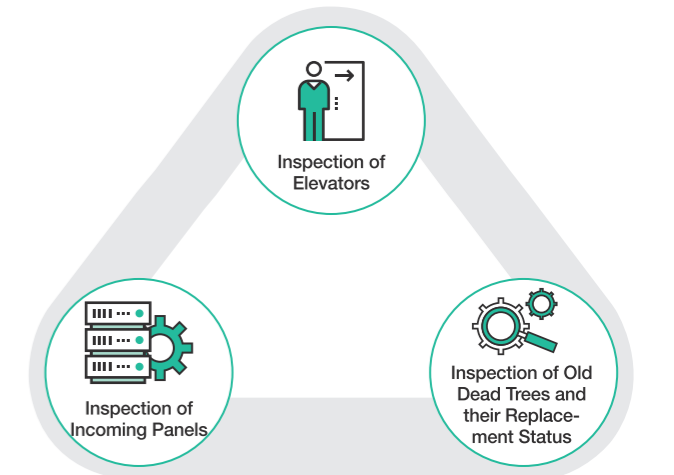 Inspection of
Elevators
Inspection of
Incoming Panels
Inspection of Old
Dead Trees and
their Replace-
ment Status